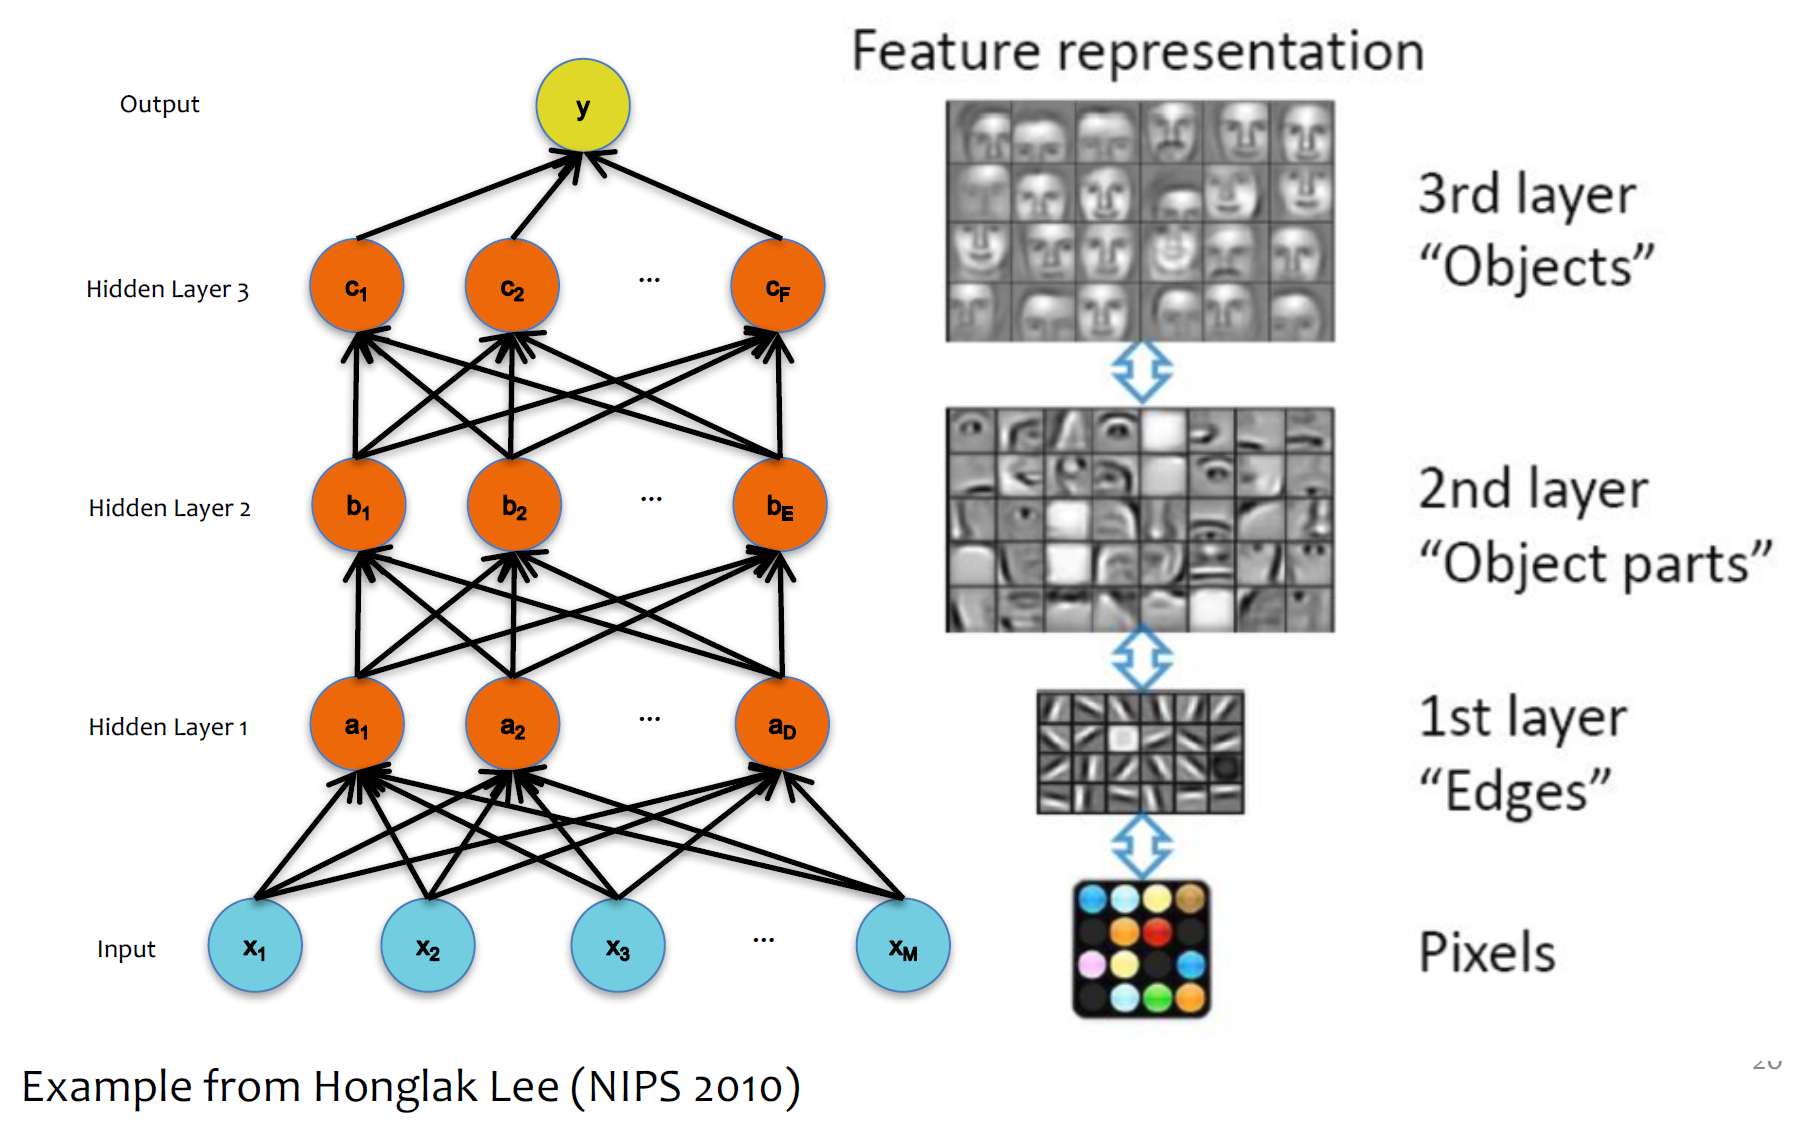 Feature representation
Output
y
3rd layer
"Objects"
Hidden Layer 3
c1
c2
...
cF
2nd layer
"Object parts"
Hidden Layer 2
b1
b2
...
bE
1st layer
"Edges"
Hidden Layer 1
a1
a2
...
aD
Input
x1
x2
x3
...
xM
Pixels
Example from Honglak Lee (NIPS 2010)